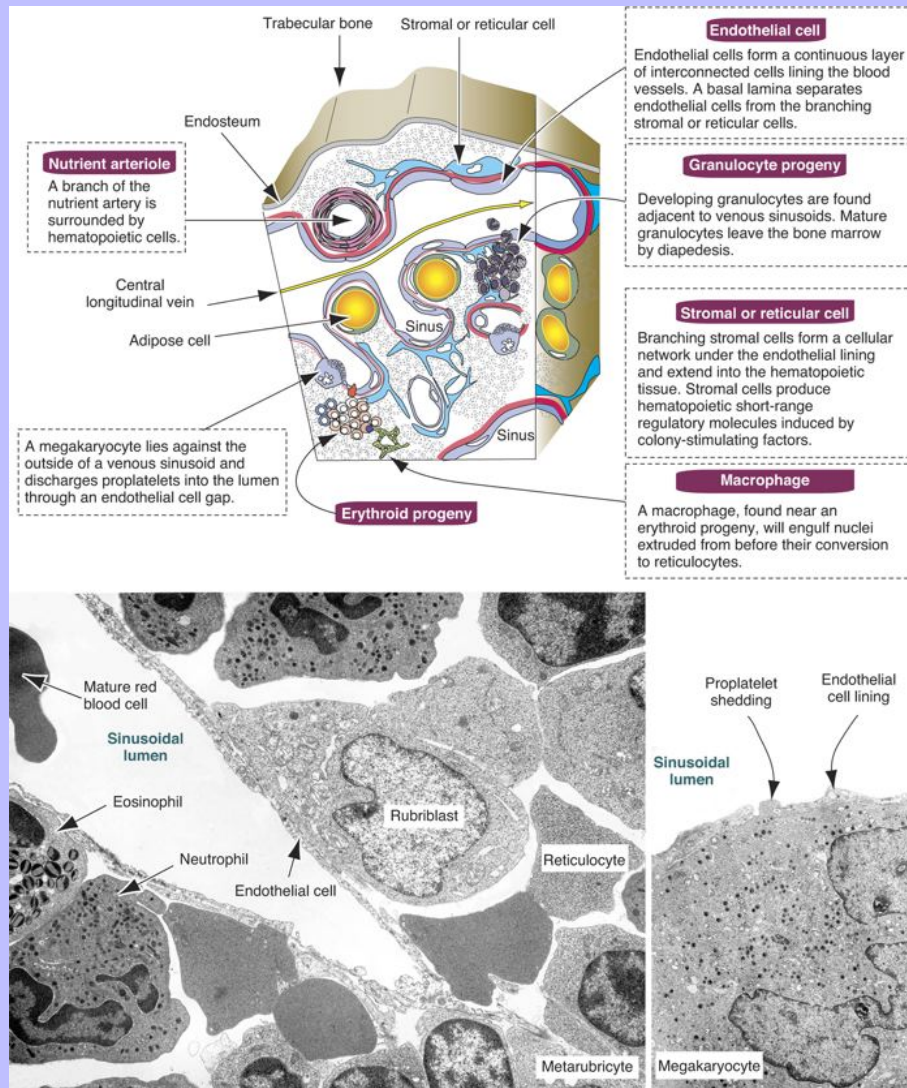 Trabecular bone
Stromal or reticular cell
Endosteum
Nutrient arteriole
A branch of the
nutrient artery is
surrounded by
hematopoietic cells.
Central
longitudinal vein
Adipose cell
Sinus
Sinus
A megakaryocyte lies against the
outside of a venous sinusoid and
discharges proplatelets into the lumen
through an endothelial cell gap.
Erythroid progeny
Endothelial cell
Endothelial cells form a continuous layer
of interconnected cells lining the blood
vessels. A basal lamina separates
endothelial cells from the branching
stromal or reticular cells.
Granulocyte progeny
Developing granulocytes are found
adjacent to venous sinusoids. Mature
granulocytes leave the bone marrow
by diapedesis.
Stromal or reticular cell
Branching stromal cells form a cellular
network under the endothelial lining
and extend into the hematopoietic
tissue. Stromal cells produce
hematopoietic short-range
regulatory molecules induced by
colony-stimulating factors.
Macrophage
A macrophage, found near an
erythroid progeny, will engulf nuclei
extruded from before their conversion
to reticulocytes.
Mature red
blood cell
Sinusoidal
lumen
Eosinophil
Neutrophil
Endothelial cell
Rubriblast
Reticulocyte
Metarubricyte
Proplatelet
shedding
Endothelial
cell lining
Sinusoidal
lumen
Megakaryocyte